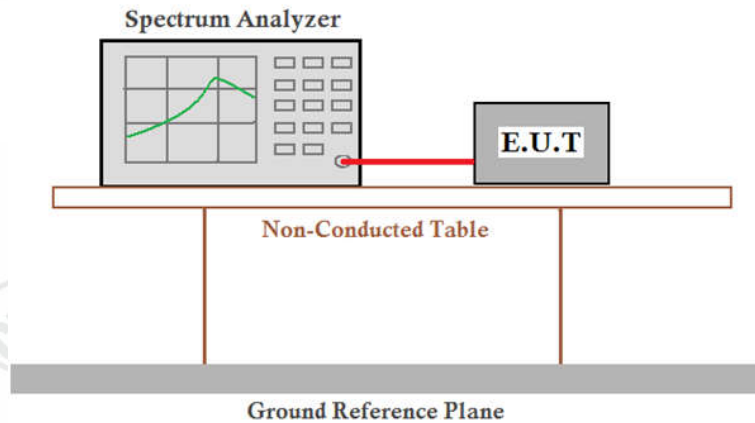 Spectrum Analyzer
E.U.T
Non-Conducted Table
Ground Reference Plane